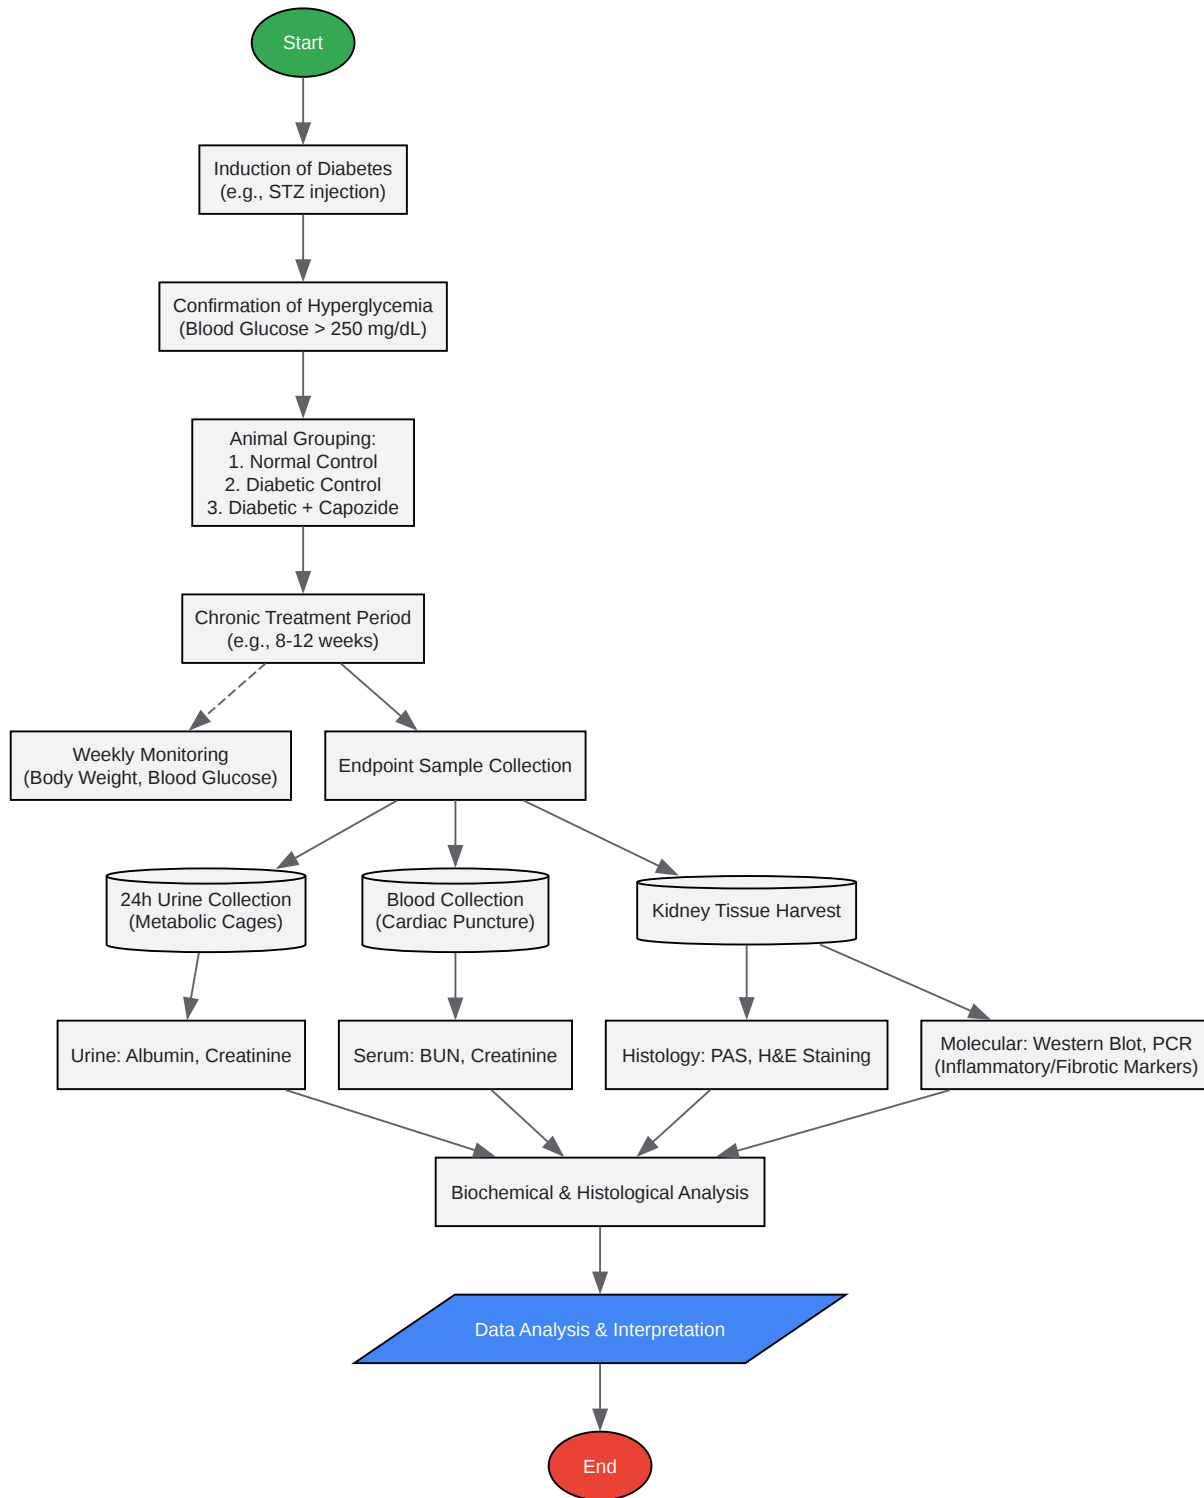 Start
Induction of Diabetes
(e.g., STZ injection)
Confirmation of Hyperglycemia
(Blood Glucose > 250 mg/dL)
Animal Grouping:
1. Normal Control
2. Diabetic Control
3. Diabetic + Capozide
Chronic Treatment Period
(e.g., 8-12 weeks)
Weekly Monitoring
(Body Weight, Blood Glucose)
Endpoint Sample Collection
24h Urine Collection
(Metabolic Cages)
Blood Collection
(Cardiac Puncture)
Kidney Tissue Harvest
Urine: Albumin, Creatinine
Serum: BUN, Creatinine
Histology: PAS, H&E Staining
Molecular: Western Blot, PCR
(Inflammatory/Fibrotic Markers)
Biochemical & Histological Analysis
Data Analysis & Interpretation
End